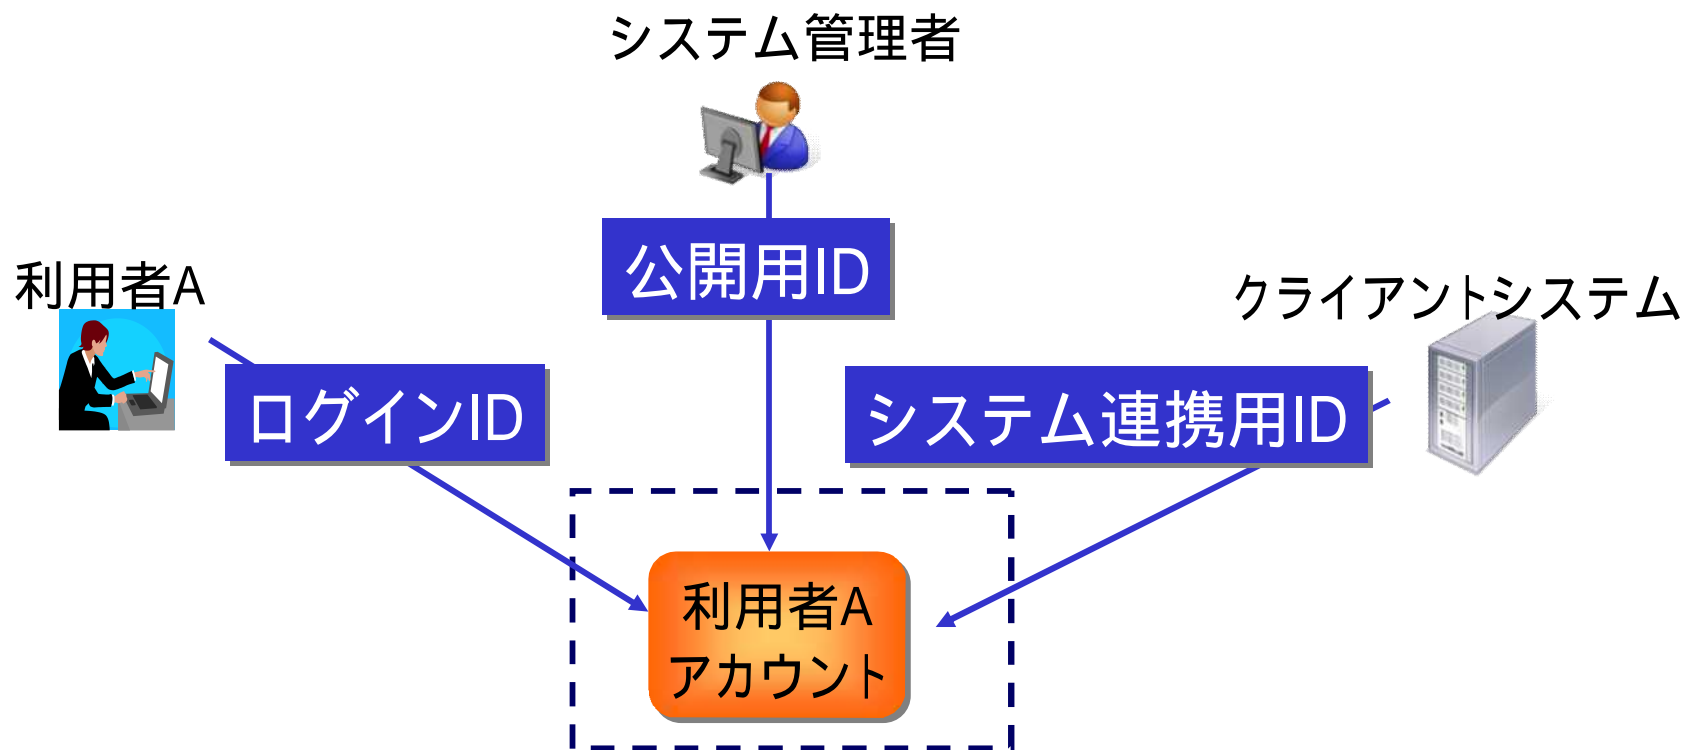 システム管理者
公開用ID
利用者A
クライアントシステム
ログインID
システム連携用ID
利用者A
アカウント